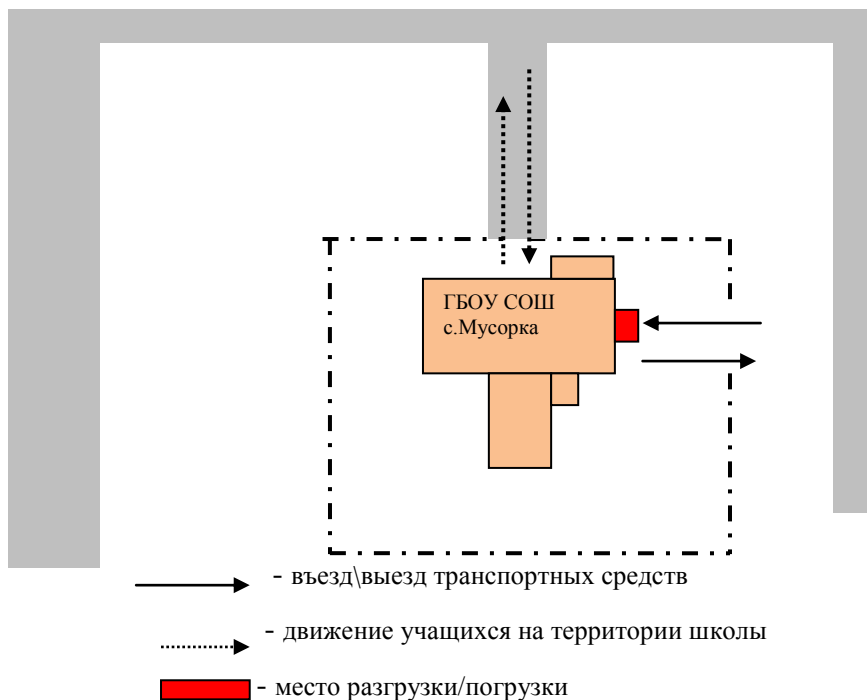 ГБОУ СОШ
с.Мусорка
- въезд\выезд транспортных средств
- движение учащихся на территории школы
- место разгрузки/погрузки